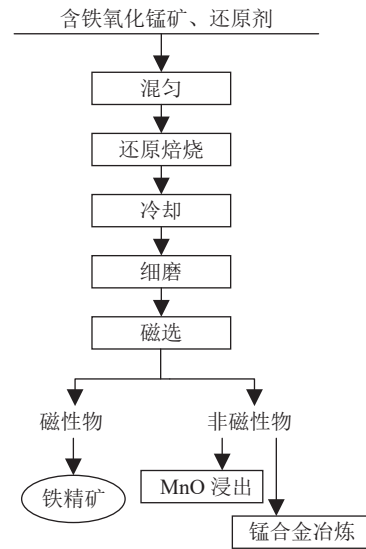 含铁氧化锰矿、还原剂
混匀
还原焙烧
冷却
细磨
磁选
磁性物
非磁性物
铁精矿
MnO 浸出
锰合金冶炼